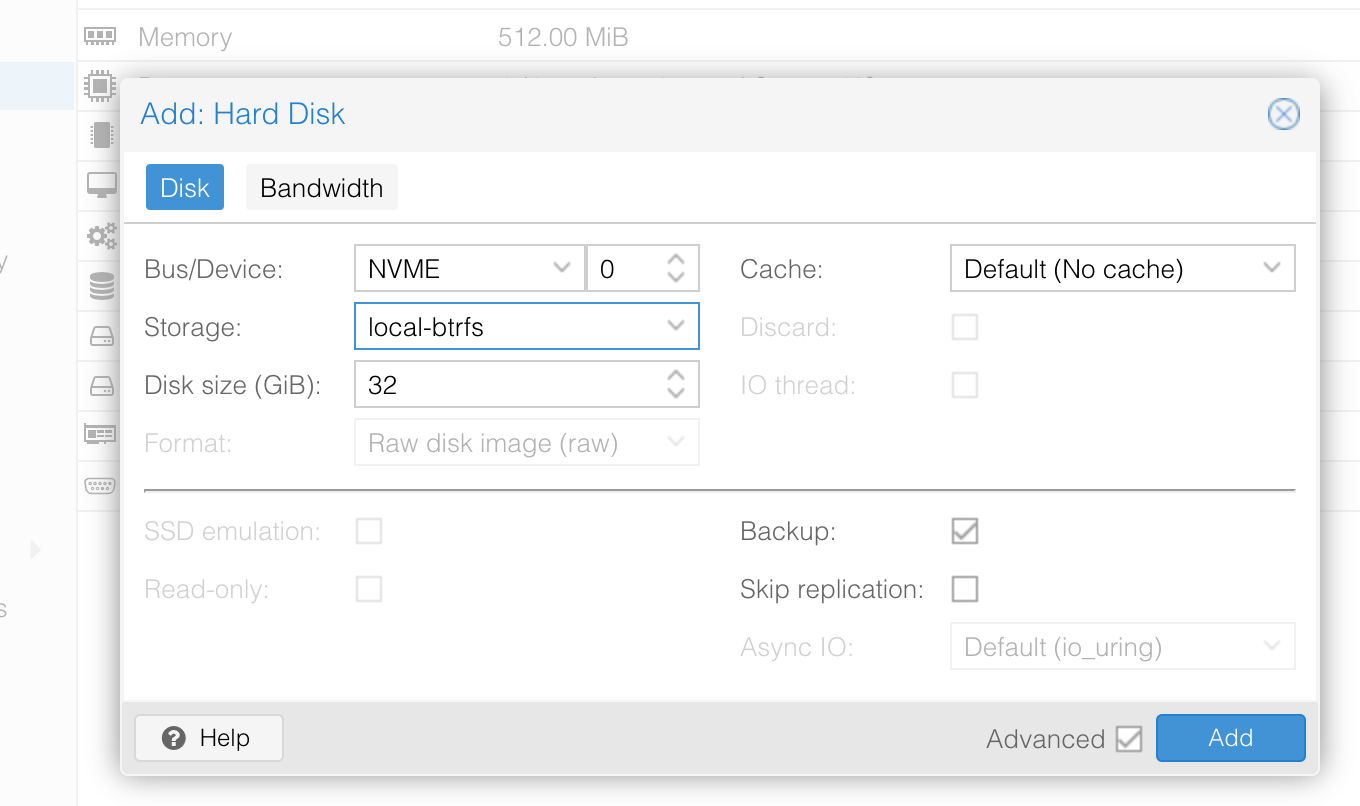 Memory 512.00 MiB
Add: Hard Disk
Disk Bandwidth
Bus/Device: NVME 0 Cache: Default (No cache)
Storage: local-btrfs Discard:
Disk size (GiB): 32 IO thread:
Format: Raw disk image (raw)
SSD emulation: Backup:
Read-only: Skip replication:
Async IO: Default (io_uring)
Help Advanced Add